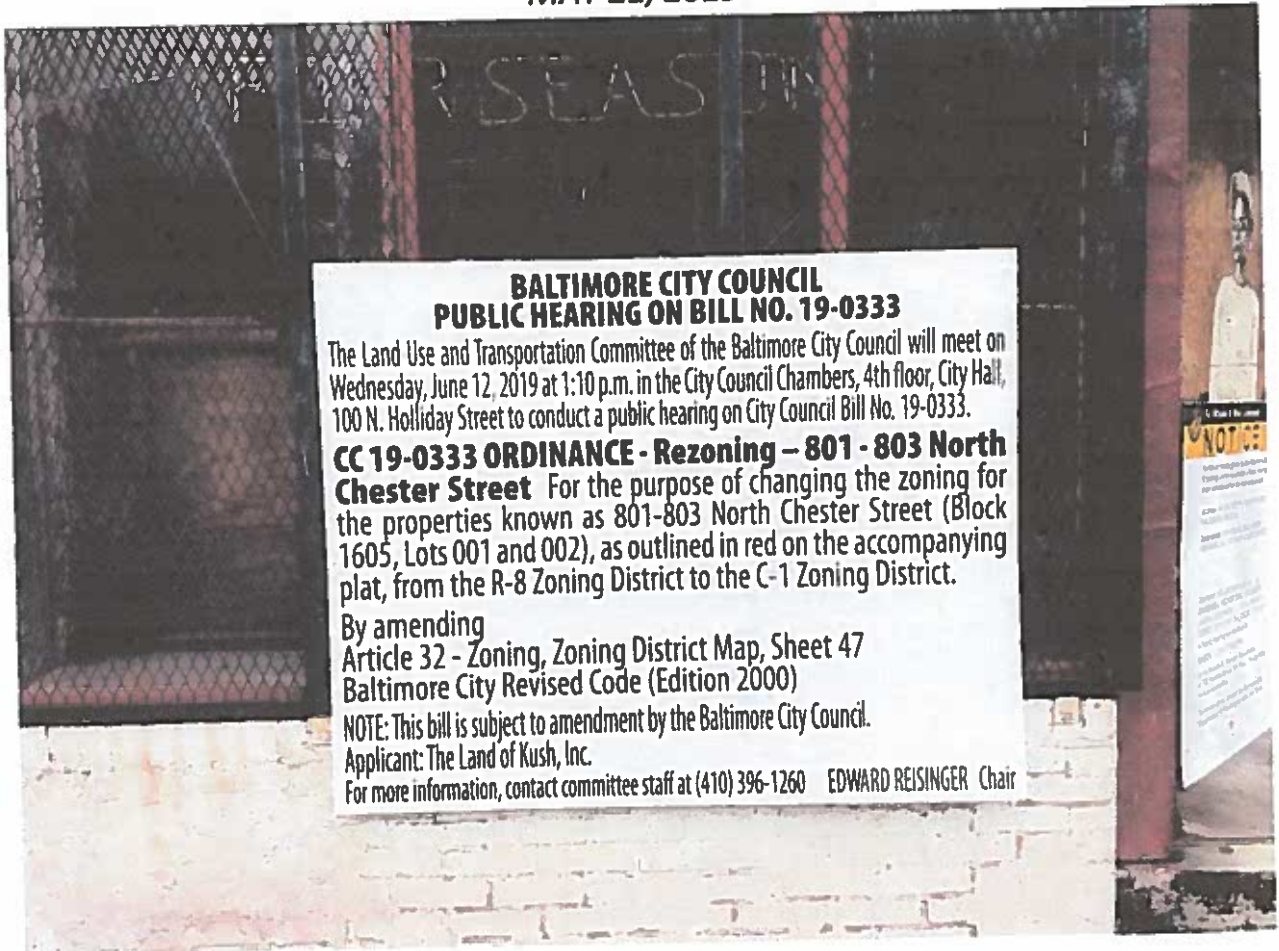 BALTIMORE CITY COUNCIL
PUBLIC HEARING ON BILL NO. 19-0333
The Land Use and Transportation Committee of the Baltimore City Council will meet on
Wednesday, June 12, 2019 at 1:10 p.m. in the City Council Chambers, 4th floor, City Hall,
100 N. Holliday Street to conduct a public hearing on City Council Bill No. 19-0333.
CC 19-0333 ORDINANCE - Rezoning – 801 - 803 North
Chester Street For the purpose of changing the zoning for
the properties known as 801-803 North Chester Street (Block
1605, Lots 001 and 002), as outlined in red on the accompanying
plat, from the R-8 Zoning District to the C-1 Zoning District.
By amending
Article 32 - Zoning, Zoning District Map, Sheet 47
Baltimore City Revised Code (Edition 2000)
NOTE: This bill is subject to amendment by the Baltimore City Council.
Applicant: The Land of Kush, Inc.
For more information, contact committee staff at (410) 396-1260 EDWARD REISINGER Chair
NOTICE